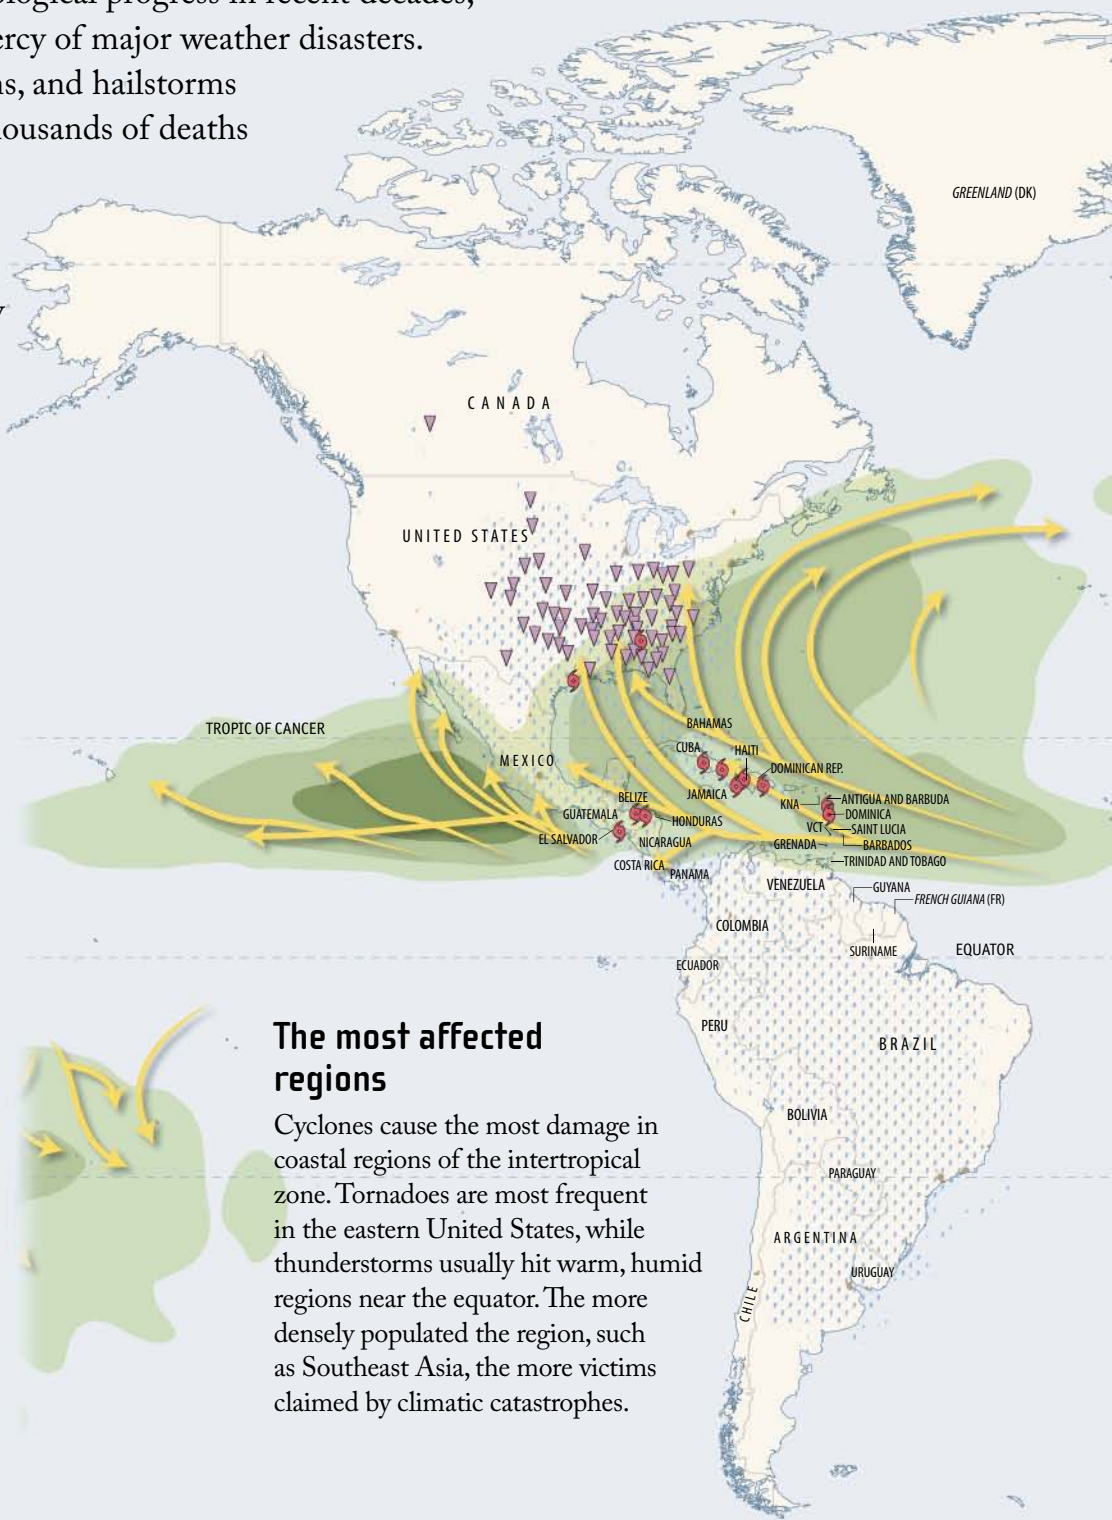 ological progress in recent decades,
ercy of major weather disasters.
ns, and hailstorms
housands of deaths
y
GREENLAND (DK)
CANADA
UNITED STATES
TROPIC OF CANCER
MEXICO
BAHAMAS
CUBA
HAITI
DOMINICAN REP.
JAMAICA
BELIZE
KNA
ANTIGUA AND BARBUDA
GUATEMALA
HONDURAS
DOMINICA
VCT
SAINT LUCIA
EL SALVADOR
NICARAGUA
GRENADA
BARBADOS
COSTA RICA
TRINIDAD AND TOBAGO
PANAMA
VENEZUELA
GUYANA
FRENCH GUIANA (FR)
COLOMBIA
SURINAME
EQUATOR
ECUADOR
PERU
BRAZIL
BOLIVIA
PARAGUAY
ARGENTINA
URUGUAY
CHILE
The most affected
regions
Cyclones cause the most damage in
coastal regions of the intertropical
zone. Tornadoes are most frequent
in the eastern United States, while
thunderstorms usually hit warm, humid
regions near the equator. The more
densely populated the region, such
as Southeast Asia, the more victims
claimed by climatic catastrophes.